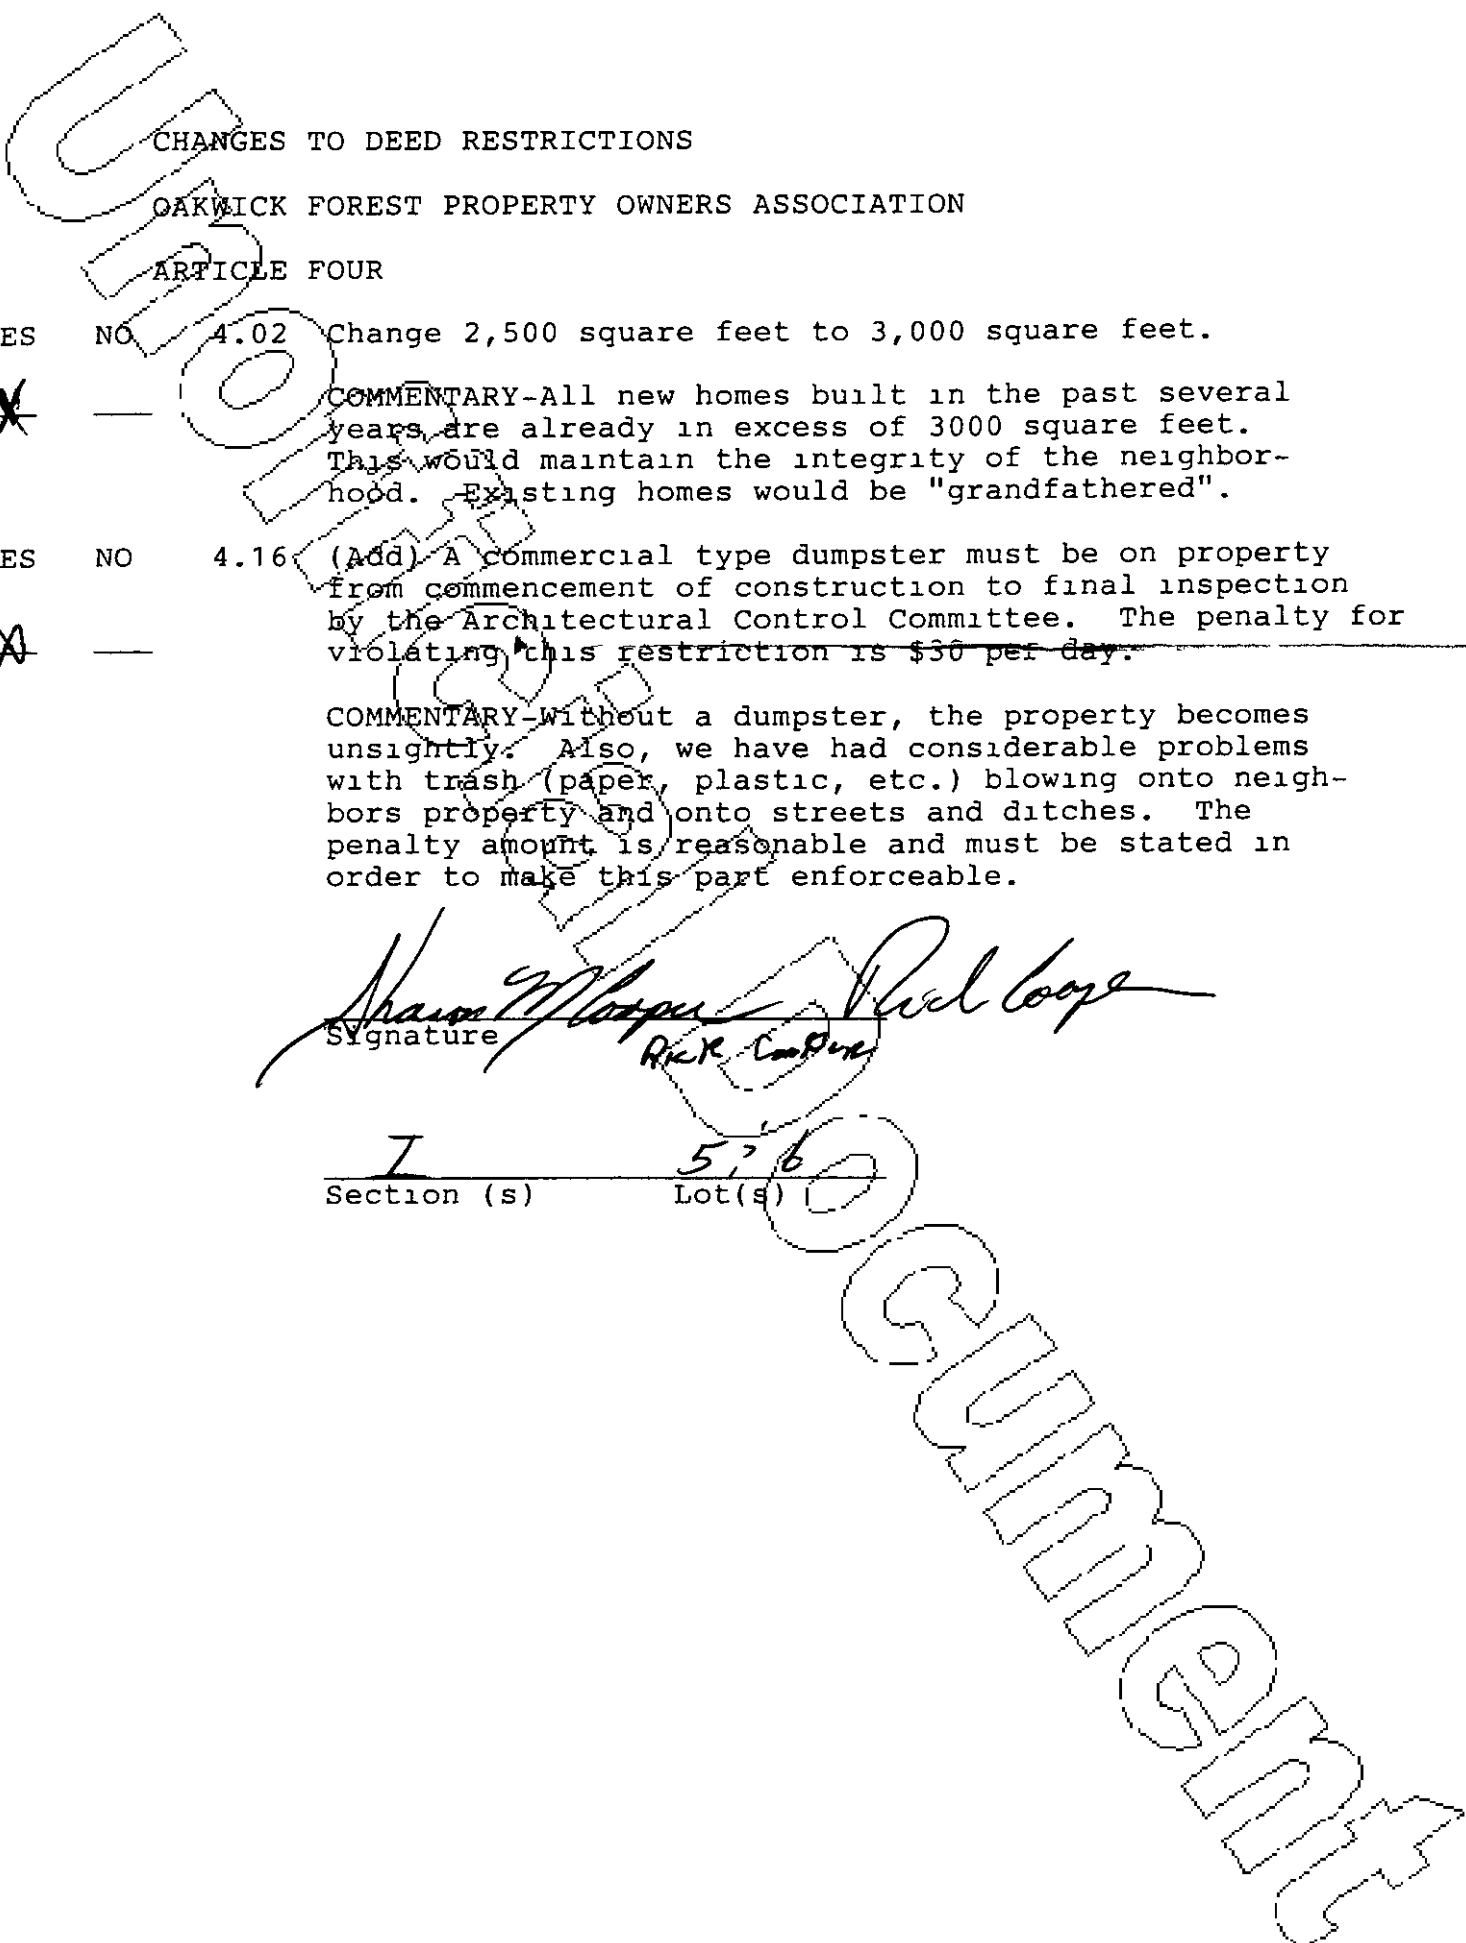 CHANGES TO DEED RESTRICTIONS
OAKWICK FOREST PROPERTY OWNERS ASSOCIATION
ARTICLE FOUR
ES NO 4.02 Change 2,500 square feet to 3,000 square feet.
X COMMENTARY-All new homes built in the past several
years are already in excess of 3000 square feet.
This would maintain the integrity of the neighbor-
hood. Existing homes would be "grandfathered".
ES NO 4.16 (Add) A commercial type dumpster must be on property
from commencement of construction to final inspection
by the Architectural Control Committee. The penalty for
X violating this restriction is $30 per day.
COMMENTARY-Without a dumpster, the property becomes
unsightly. Also, we have had considerable problems
with trash (paper, plastic, etc.) blowing onto neigh-
bors property and onto streets and ditches. The
penalty amount is reasonable and must be stated in
order to make this part enforceable.
Sharon M Cooper Rick Cooper
Signature
Rick Cooper
I 5 6
Section (s) Lot(s)
Unofficial Document